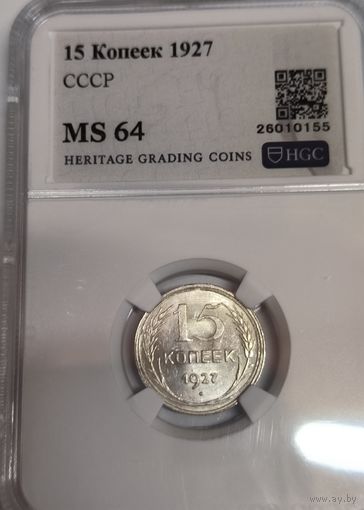 15 Копеек 1927
СССР
MS 64
26010155
HERITAGE GRADING COINS HGC
15
КОПЕЕК
1927
www.ay.by